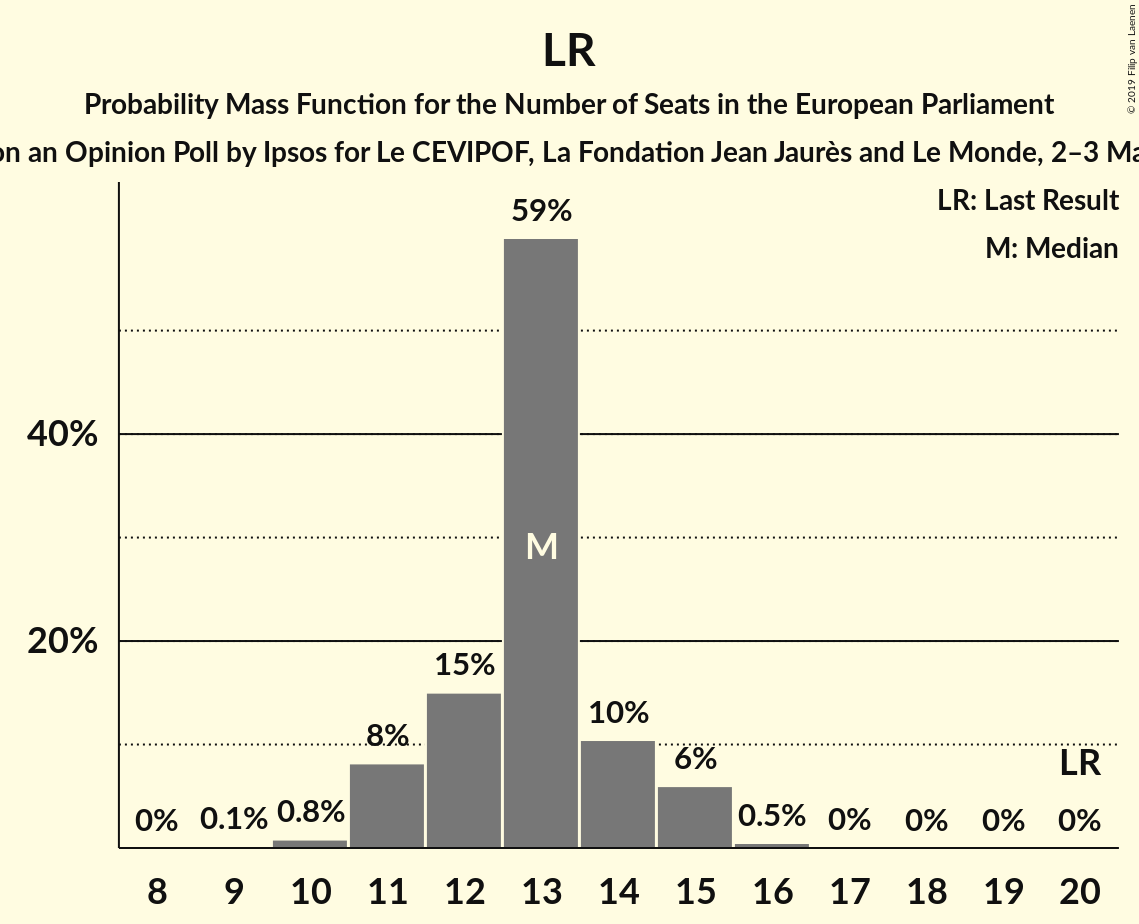 LR
Probability Mass Function for the Number of Seats in the European Parliament
on an Opinion Poll by Ipsos for Le CEVIPOF, La Fondation Jean Jaurès and Le Monde, 2–3 Ma
© 2019 Filip van Laenen
LR: Last Result
M: Median
59%
40%
M
20%
15%
10%
8%
6%
LR
0% 0.1% 0.8% 0.5% 0% 0% 0% 0%
8 9 10 11 12 13 14 15 16 17 18 19 20